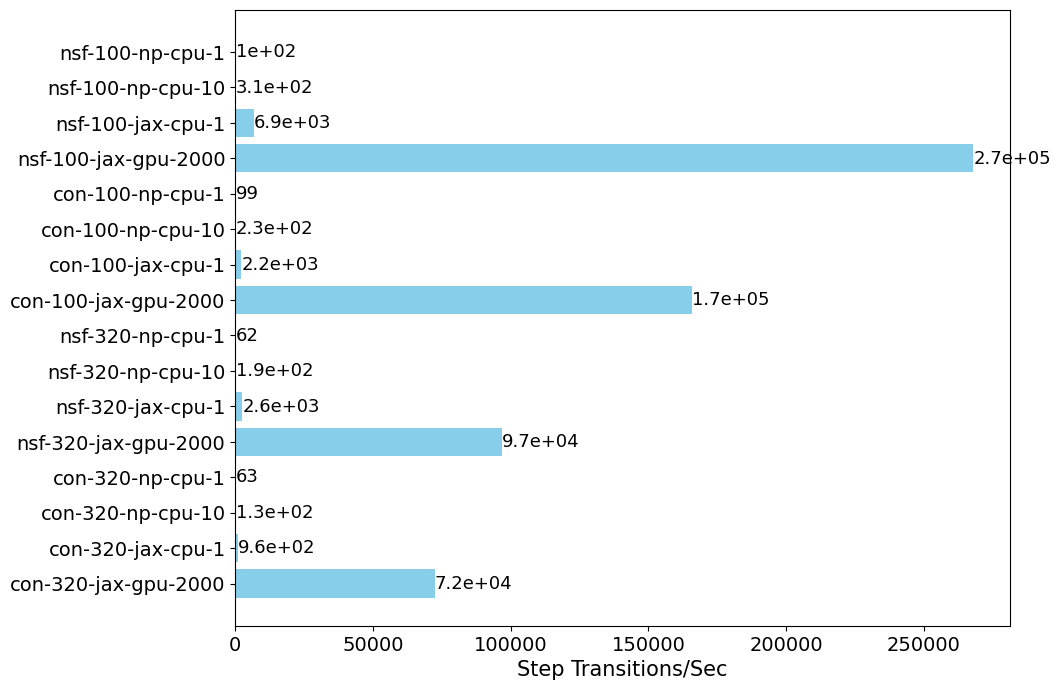 nsf-100-np-cpu-1 1e+02
nsf-100-np-cpu-10 3.1e+02
nsf-100-jax-cpu-1 6.9e+03
nsf-100-jax-gpu-2000 2.7e+05
con-100-np-cpu-1 99
con-100-np-cpu-10 2.3e+02
con-100-jax-cpu-1 2.2e+03
con-100-jax-gpu-2000 1.7e+05
nsf-320-np-cpu-1 62
nsf-320-np-cpu-10 1.9e+02
nsf-320-jax-cpu-1 2.6e+03
nsf-320-jax-gpu-2000 9.7e+04
con-320-np-cpu-1 63
con-320-np-cpu-10 1.3e+02
con-320-jax-cpu-1 9.6e+02
con-320-jax-gpu-2000 7.2e+04
0 50000 100000 150000 200000 250000
Step Transitions/Sec